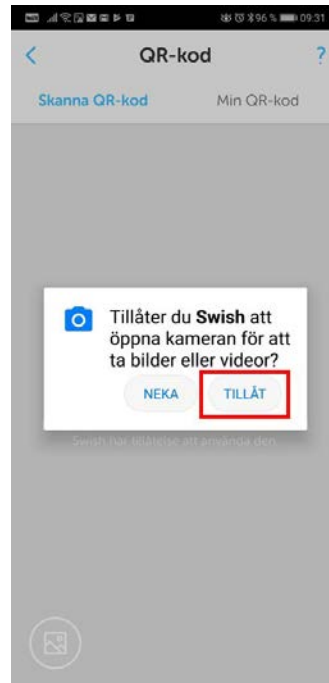 96 % 09:31
QR-kod ?
Skanna QR-kod Min QR-kod
Tillåter du Swish att
öppna kameran för att
ta bilder eller videor?
NEKA TILLÅT
Swish har tillåtelse att använda den.